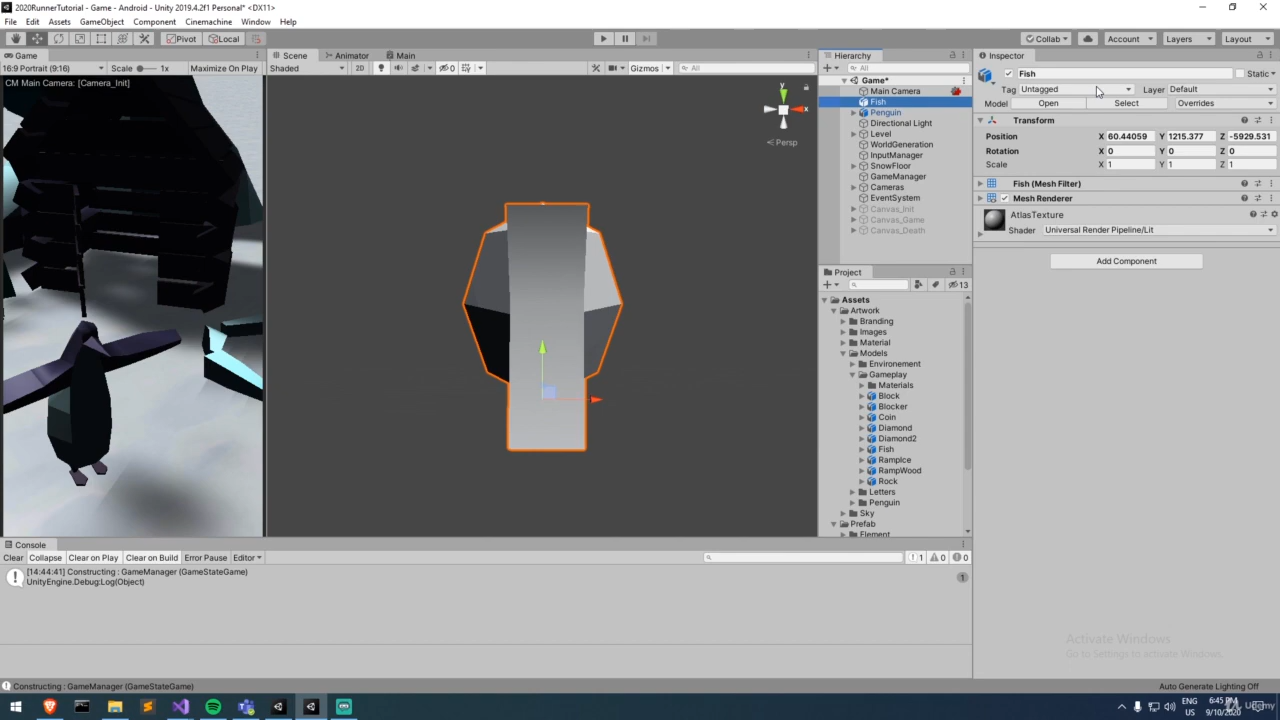 2020RunnerTutorial - Game - Android - Unity 2019.4.2f1 Personal* <DX11>
File Edit Assets GameObject Component Cinemachine Window Help
Pivot Local Collab Account Layers Layout
Game
16:9 Portrait (9:16) Scale 1x Maximize On Play
CM Main Camera: [Camera_Init]
Scene Animator Main
Shaded 2D 0 Gizmos All
y x
Persp
Hierarchy
All
Game*
Main Camera
Fish
Penguin
Directional Light
Level
WorldGeneration
InputManager
SnowFloor
GameManager
Cameras
EventSystem
Canvas_Init
Canvas_Game
Canvas_Death
Project
13
Assets
Artwork
Branding
Images
Material
Models
Environement
Gameplay
Materials
Block
Blocker
Coin
Diamond
Diamond2
Fish
RampIce
RampWood
Rock
Letters
Penguin
Sky
Prefab
Element
Inspector
Fish Static
Tag Untagged Layer Default
Model Open Select Overrides
Transform
Position X 60.44059 Y 1215.377 Z -5929.531
Rotation X 0 Y 0 Z 0
Scale X 1 Y 1 Z 1
Fish (Mesh Filter)
Mesh Renderer
AtlasTexture
Shader Universal Render Pipeline/Lit
Add Component
Console
Clear Collapse Clear on Play Clear on Build Error Pause Editor 1 0 0
[14:44:41] Constructing : GameManager (GameStateGame)
UnityEngine.Debug:Log(Object)
1
Activate Windows
Go to Settings to activate Windows.
Constructing : GameManager (GameStateGame)
Auto Generate Lighting Off
ENG
US
6:45 PM
9/10/2020
Udemy